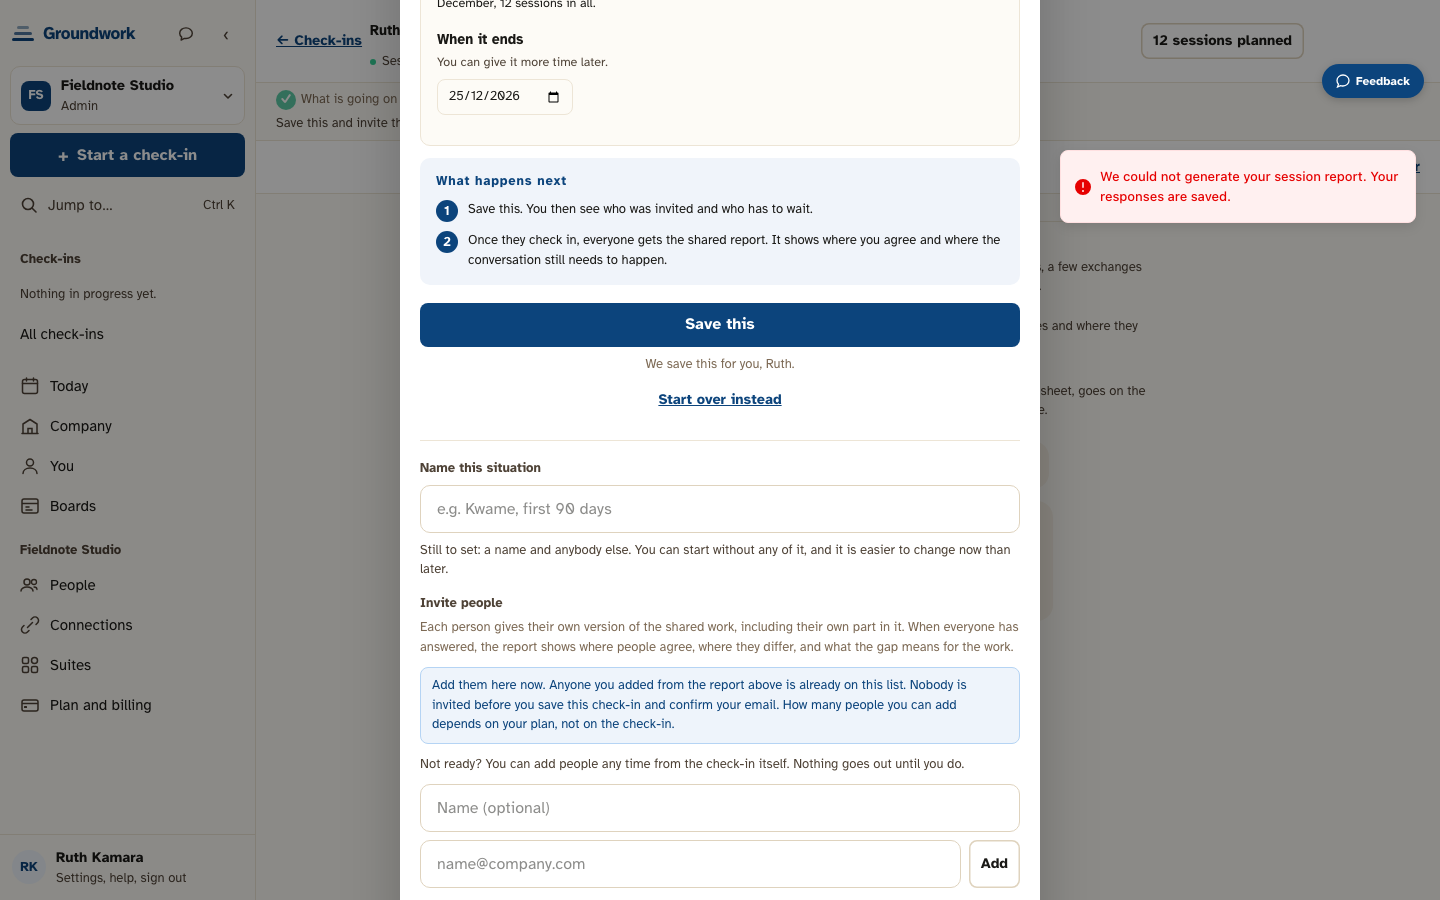 Groundwork
FS
Fieldnote Studio
Admin
+ Start a check-in
Jump to...
Ctrl K
Check-ins
Nothing in progress yet.
All check-ins
Today
Company
You
Boards
Fieldnote Studio
People
Connections
Suites
Plan and billing
RK
Ruth Kamara
Settings, help, sign out
← Check-ins
Ruth
Ses
What is going on
Save this and invite th
12 sessions planned
Feedback
We could not generate your session report. Your
responses are saved.
, a few exchanges
es and where they
sheet, goes on the
e.
December, 12 sessions in all.
When it ends
You can give it more time later.
25/12/2026
What happens next
1 Save this. You then see who was invited and who has to wait.
2 Once they check in, everyone gets the shared report. It shows where you agree and where the
conversation still needs to happen.
Save this
We save this for you, Ruth.
Start over instead
Name this situation
e.g. Kwame, first 90 days
Still to set: a name and anybody else. You can start without any of it, and it is easier to change now than
later.
Invite people
Each person gives their own version of the shared work, including their own part in it. When everyone has
answered, the report shows where people agree, where they differ, and what the gap means for the work.
Add them here now. Anyone you added from the report above is already on this list. Nobody is
invited before you save this check-in and confirm your email. How many people you can add
depends on your plan, not on the check-in.
Not ready? You can add people any time from the check-in itself. Nothing goes out until you do.
Name (optional)
name@company.com
Add